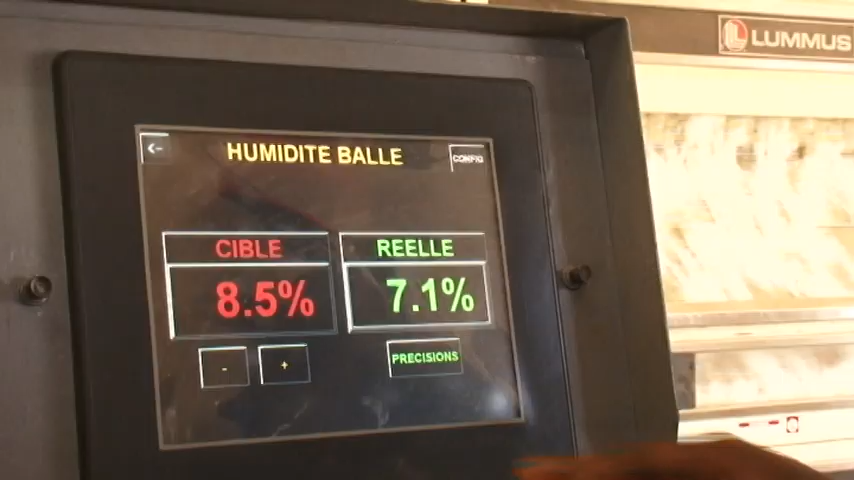 LUMMUS
HUMIDITE BALLE
CONFIG
CIBLE
REELLE
8.5%
7.1%
-
+
PRECISIONS